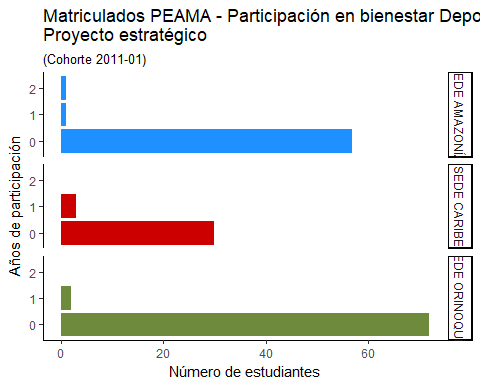 Matriculados PEAMA - Participación en bienestar Depo
Proyecto estratégico
(Cohorte 2011-01)
Años de participación
2
1
0
EDE AMAZONÍ
2
1
0
SEDE CARIBE
2
1
0
EDE ORINOQU
0
20
40
60
Número de estudiantes